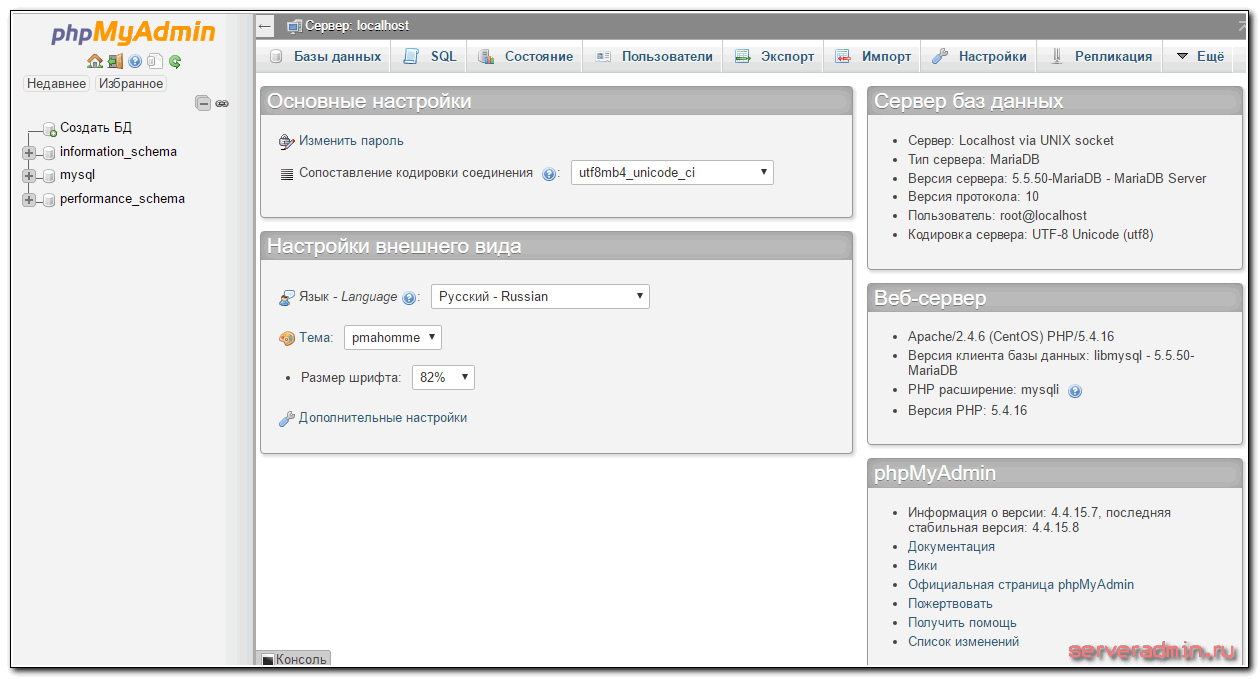 phpMyAdmin
Недавнее Избранное
Создать БД
information_schema
mysql
performance_schema
← Сервер: localhost
Базы данных SQL Состояние Пользователи Экспорт Импорт Настройки Репликация Ещё
Основные настройки
Изменить пароль
Сопоставление кодировки соединения : utf8mb4_unicode_ci
Настройки внешнего вида
Язык - Language : Русский - Russian
Тема: pmahomme
• Размер шрифта: 82%
Дополнительные настройки
Консоль
Сервер баз данных
• Сервер: Localhost via UNIX socket
• Тип сервера: MariaDB
• Версия сервера: 5.5.50-MariaDB - MariaDB Server
• Версия протокола: 10
• Пользователь: root@localhost
• Кодировка сервера: UTF-8 Unicode (utf8)
Веб-сервер
• Apache/2.4.6 (CentOS) PHP/5.4.16
• Версия клиента базы данных: libmysql - 5.5.50-
MariaDB
• PHP расширение: mysqli
• Версия PHP: 5.4.16
phpMyAdmin
• Информация о версии: 4.4.15.7, последняя
стабильная версия: 4.4.15.8
• Документация
• Вики
• Официальная страница phpMyAdmin
• Пожертвовать
• Получить помощь
• Список изменений
serveradmin.ru